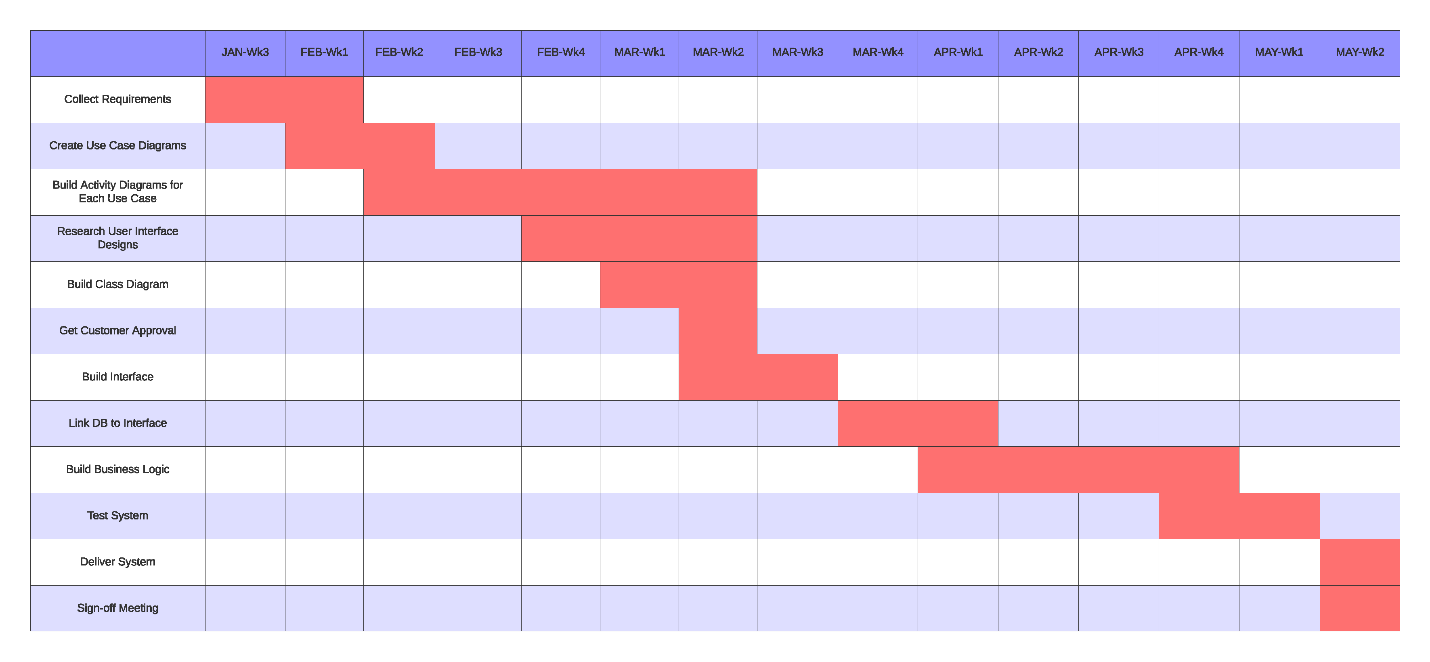 JAN-Wk3 FEB-Wk1 FEB-Wk2 FEB-Wk3 FEB-Wk4 MAR-Wk1 MAR-Wk2 MAR-Wk3 MAR-Wk4 APR-Wk1 APR-Wk2 APR-Wk3 APR-Wk4 MAY-Wk1 MAY-Wk2
Collect Requirements
Create Use Case Diagrams
Build Activity Diagrams for
Each Use Case
Research User Interface
Designs
Build Class Diagram
Get Customer Approval
Build Interface
Link DB to Interface
Build Business Logic
Test System
Deliver System
Sign-off Meeting